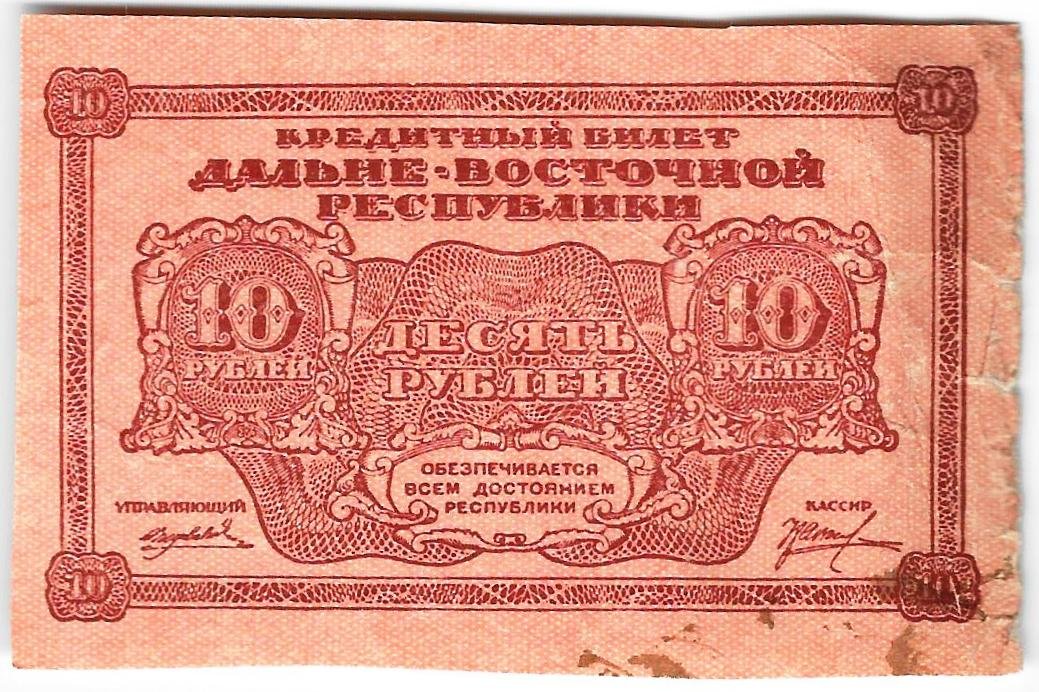 10 10
КРЕДИТНЫЙ БИЛЕТ
ДАЛЬНЕ-ВОСТОЧНОЙ
РЕСПУБЛИКИ
10
РУБЛЕЙ
ДЕСЯТЬ
РУБЛЕЙ
10
РУБЛЕЙ
ОБЕЗПЕЧИВАЕТСЯ
ВСЕМ ДОСТОЯНИЕМ
РЕСПУБЛИКИ
УПРАВЛЯЮЩИЙ
КАССИР
10 10